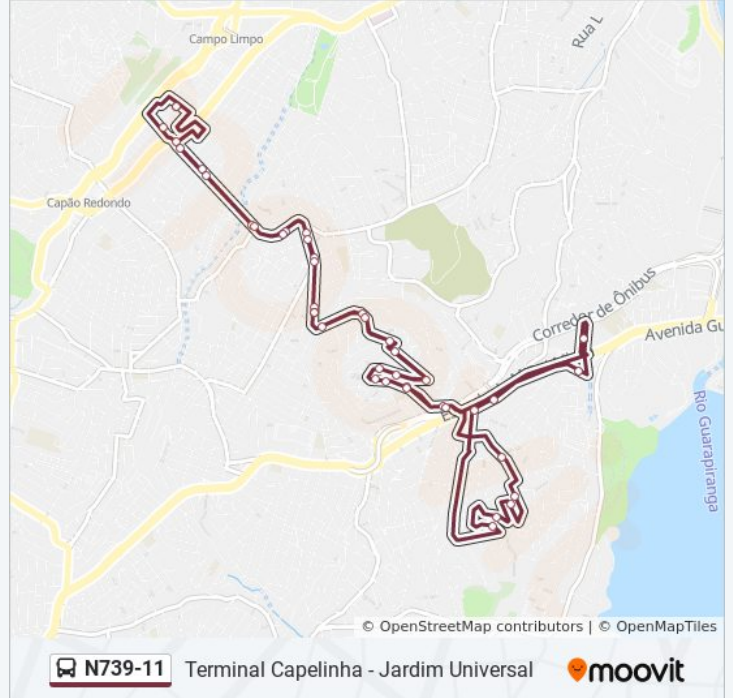 Campo Limpo
Rua L
Capão Redondo
Corredor de Ônibus
Avenida Gu
Rio Guarapiranga
© OpenStreetMap contributors | © OpenMapTiles
N739-11 Terminal Capelinha - Jardim Universal moovit